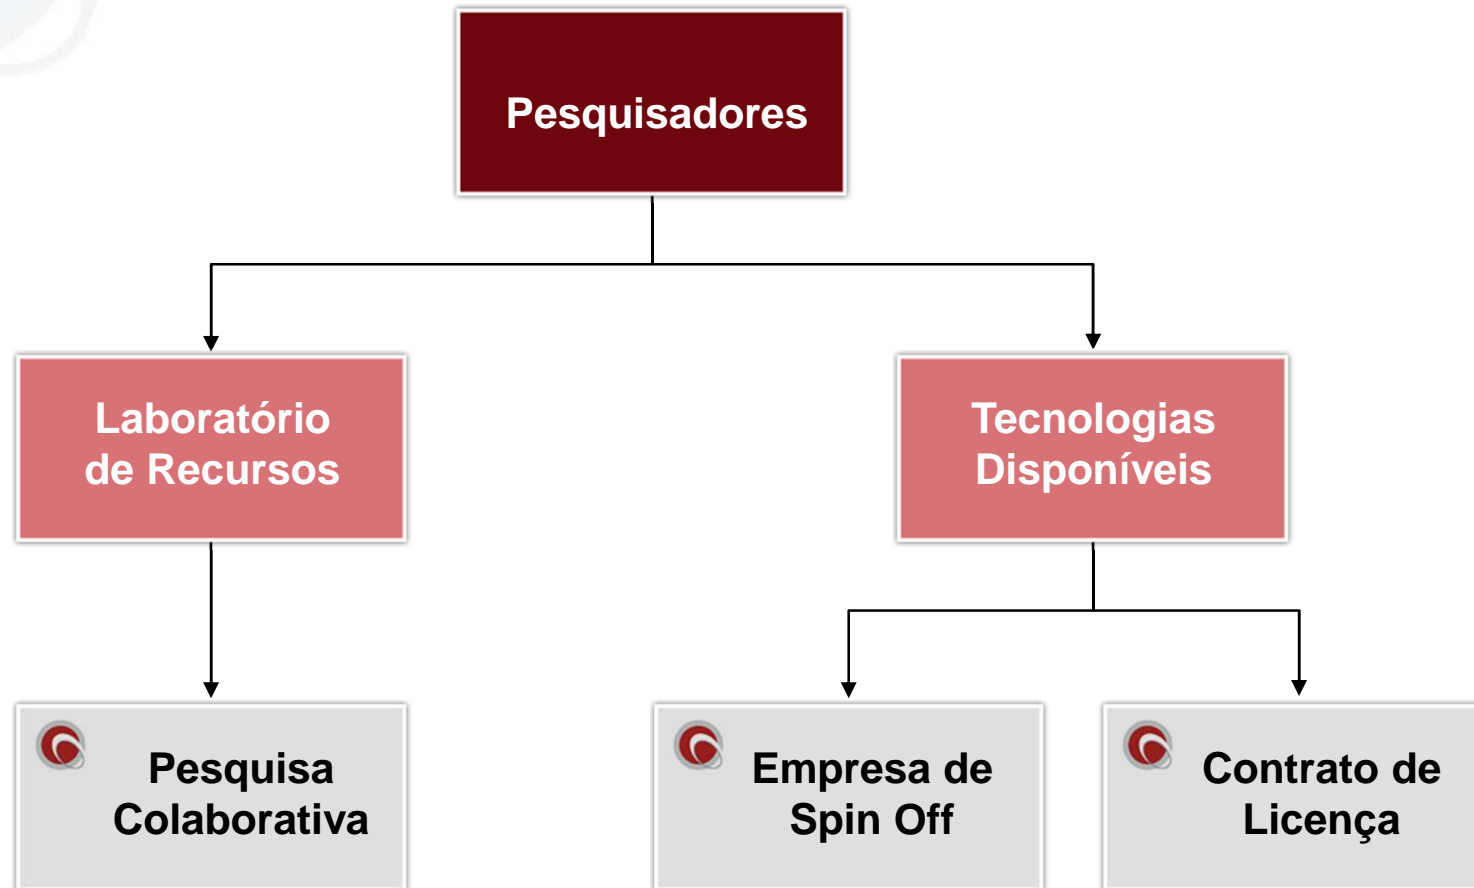 Pesquisadores
Laboratório
de Recursos
Tecnologias
Disponíveis
Pesquisa
Colaborativa
Empresa de
Spin Off
Contrato de
Licença